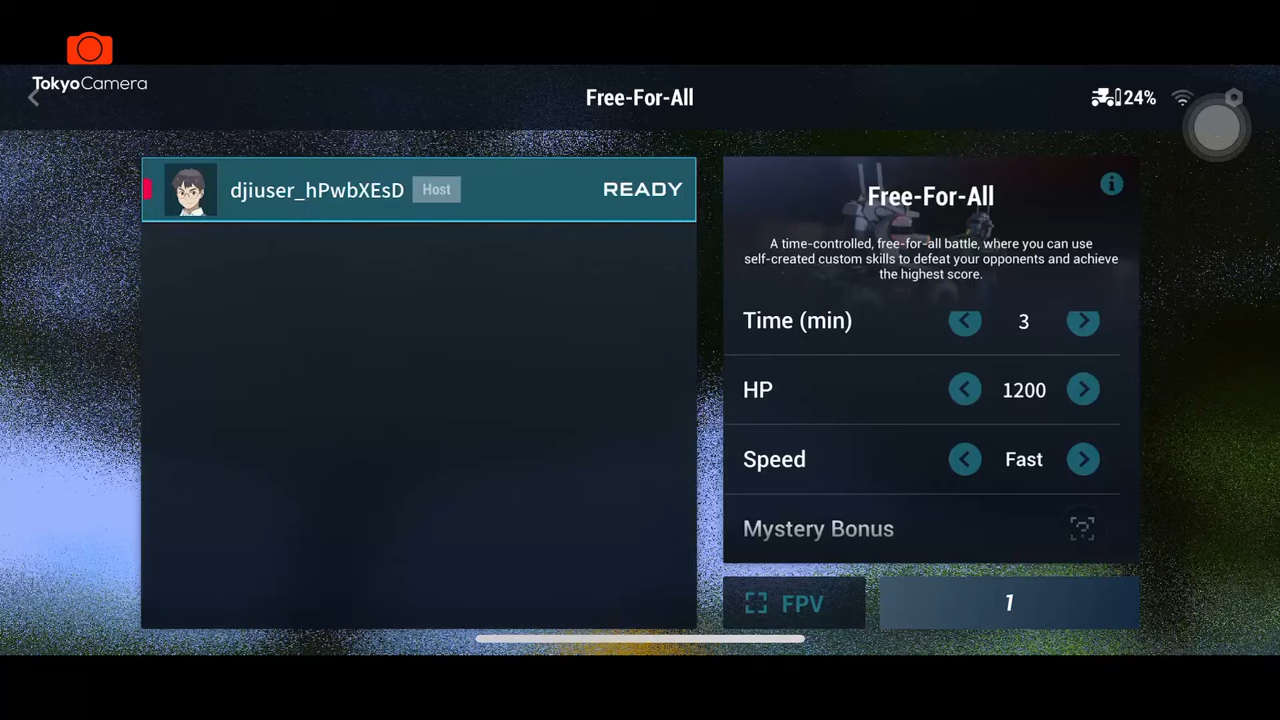 TokyoCamera
Free-For-All
24%
djiuser_hPwbXEsD
Host
READY
Free-For-All
A time-controlled, free-for-all battle, where you can use
self-created custom skills to defeat your opponents and achieve
the highest score.
Time (min)
3
HP
1200
Speed
Fast
Mystery Bonus
FPV
1